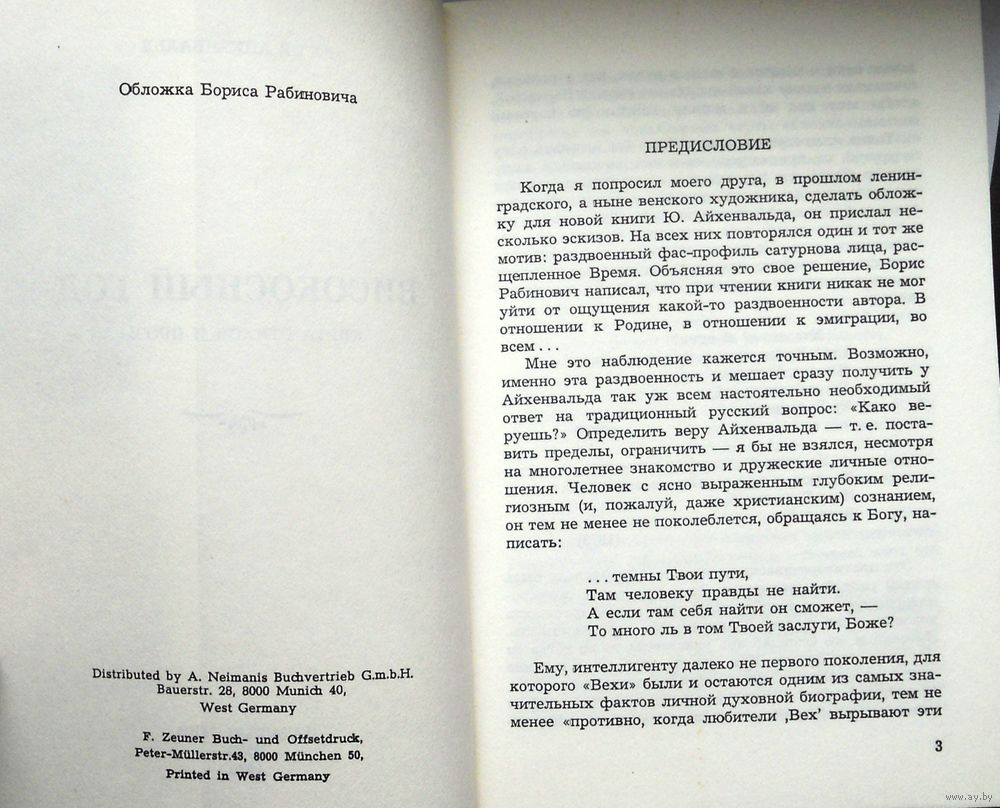 Обложка Бориса Рабиновича
Distributed by A. Neimanis Buchvertrieb G.m.b.H.
Bauerstr. 28, 8000 Munich 40,
West Germany
F. Zeuner Buch- und Offsetdruck,
Peter-Müllerstr.43, 8000 München 50,
Printed in West Germany
ПРЕДИСЛОВИЕ
Когда я попросил моего друга, в прошлом ленин-
градского, а ныне венского художника, сделать облож-
ку для новой книги Ю. Айхенвальда, он прислал не-
сколько эскизов. На всех них повторялся один и тот же
мотив: раздвоенный фас-профиль сатурнова лица, рас-
щепленное Время. Объясняя это свое решение, Борис
Рабинович написал, что при чтении книги никак не мог
уйти от ощущения какой-то раздвоенности автора. В
отношении к Родине, в отношении к эмиграции, во
всем . . .
Мне это наблюдение кажется точным. Возможно,
именно эта раздвоенность и мешает сразу получить у
Айхенвальда так уж всем настоятельно необходимый
ответ на традиционный русский вопрос: «Како ве-
руешь?» Определить веру Айхенвальда — т. е. поста-
вить пределы, ограничить — я бы не взялся, несмотря
на многолетнее знакомство и дружеские личные отно-
шения. Человек с ясно выраженным глубоким рели-
гиозным (и, пожалуй, даже христианским) сознанием,
он тем не менее не поколеблется, обращаясь к Богу, на-
писать:
. . . темны Твои пути,
Там человеку правды не найти.
А если там себя найти он сможет, —
То много ль в том Твоей заслуги, Боже?
Ему, интеллигенту далеко не первого поколения, для
которого «Вехи» были и остаются одним из самых зна-
чительных фактов личной духовной биографии, тем не
менее «противно, когда любители ‚Вех’ вырывают эти
3
www.ay.by